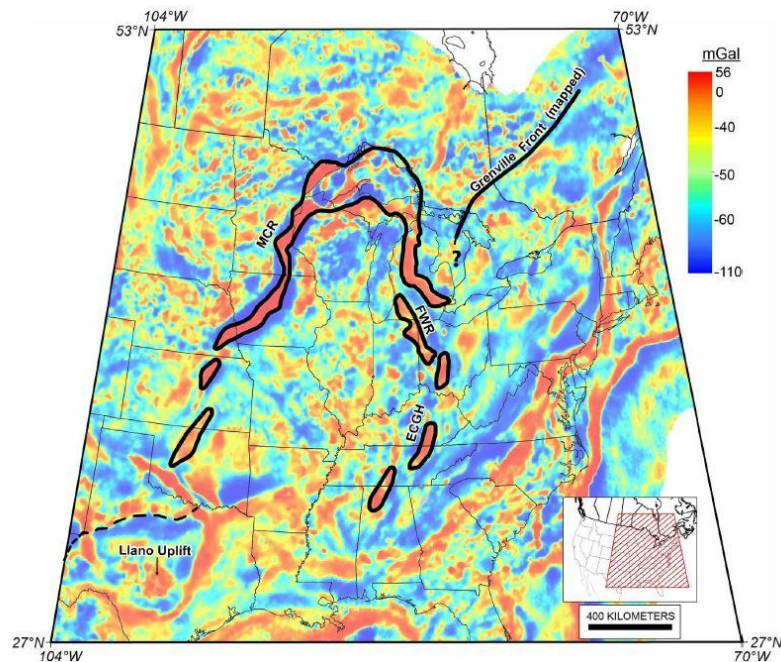 104°W
70°W
53°N
53°N
mGal
56
0
-40
-50
-60
-110
Grenville Front (mapped)
?
MCR
FWR
ECGH
Llano Uplift
400 KILOMETERS
27°N
27°N
104°W
70°W